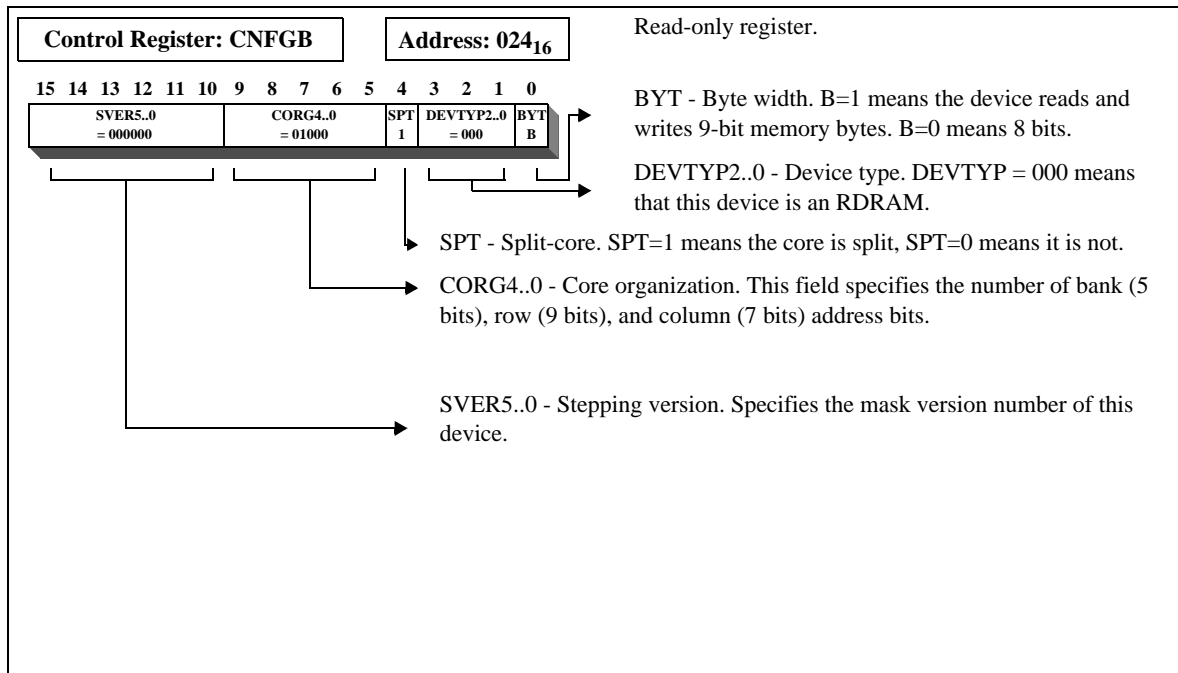 Control Register: CNFGB
Address: 024₁₆
Read-only register.
15 14 13 12 11 10 9 8 7 6 5 4 3 2 1 0
SVER5..0 CORG4..0 SPT DEVTYP2..0 BYT
= 000000 = 01000 1 = 000 B
BYT - Byte width. B=1 means the device reads and
writes 9-bit memory bytes. B=0 means 8 bits.
DEVTYP2..0 - Device type. DEVTYP = 000 means
that this device is an RDRAM.
SPT - Split-core. SPT=1 means the core is split, SPT=0 means it is not.
CORG4..0 - Core organization. This field specifies the number of bank (5
bits), row (9 bits), and column (7 bits) address bits.
SVER5..0 - Stepping version. Specifies the mask version number of this
device.